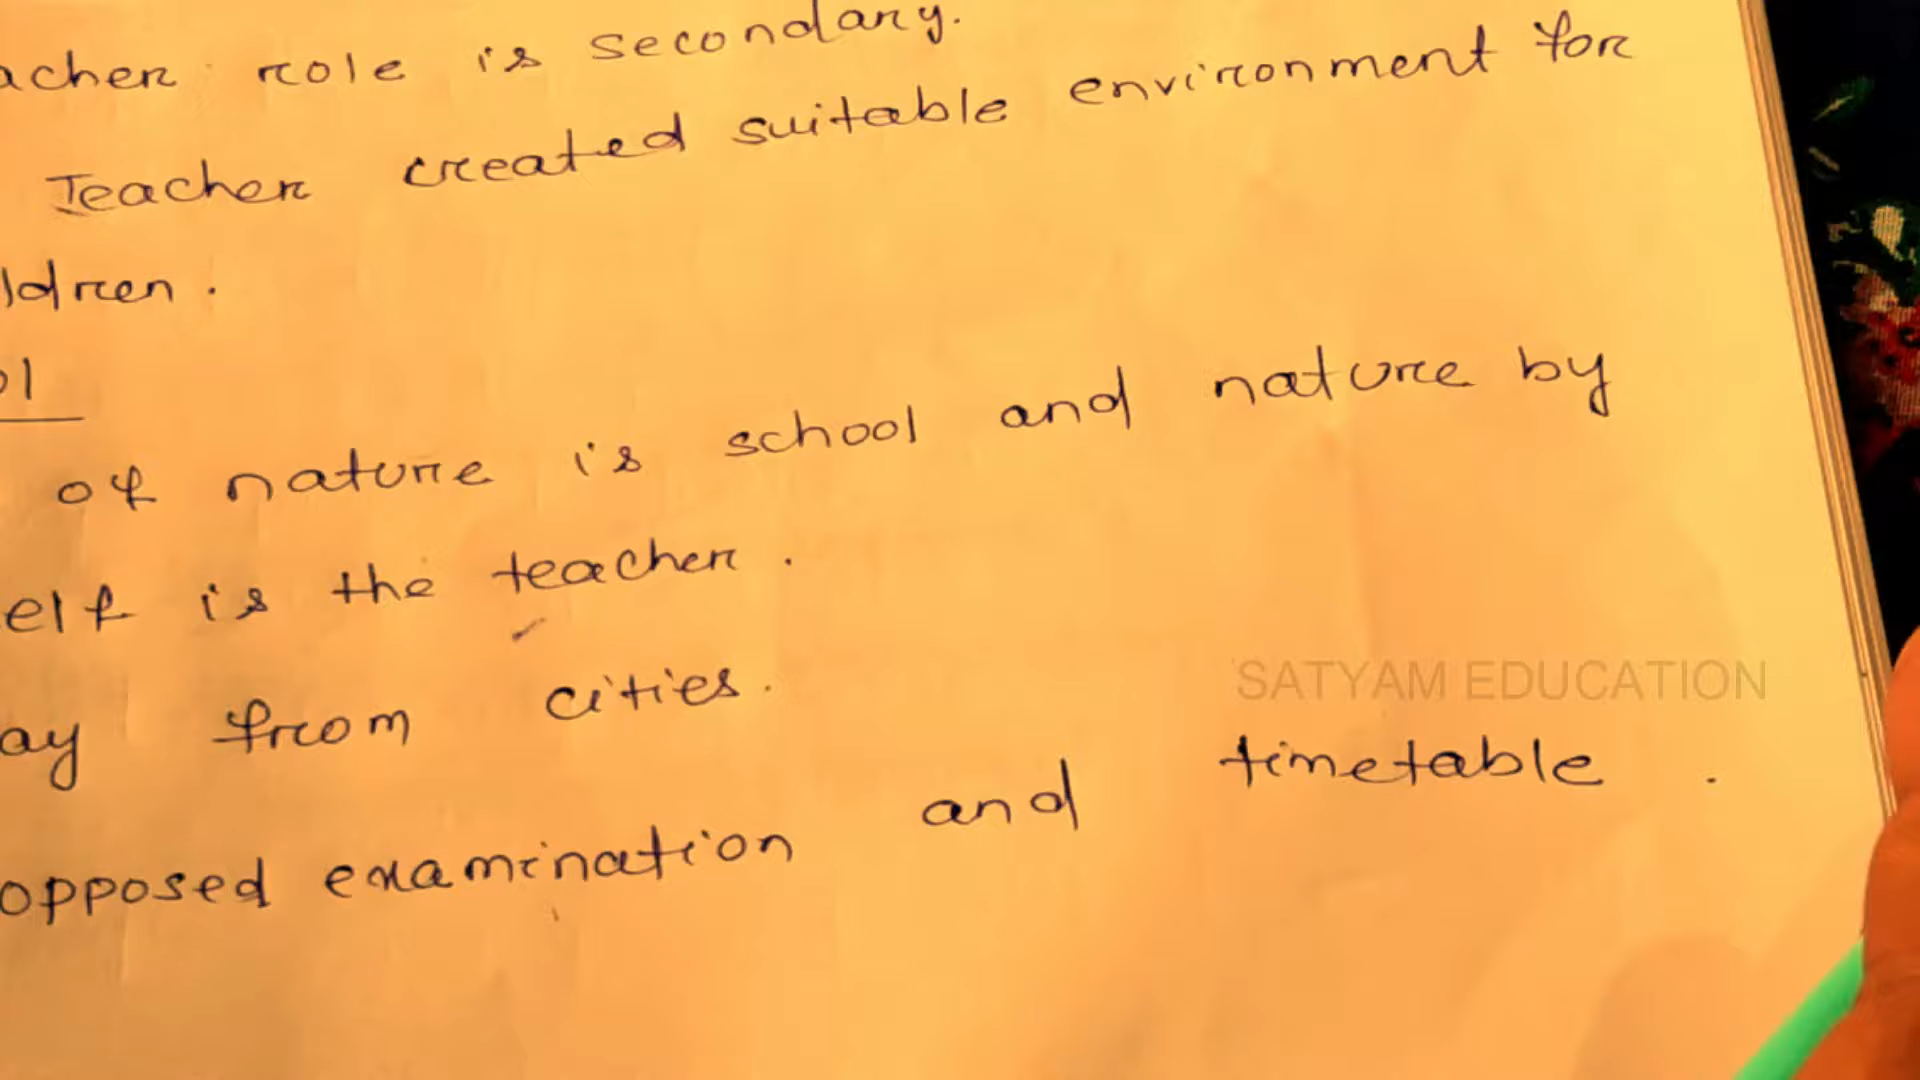 acher role is secondary.
Teacher created suitable environment for
ldren.
ol
of nature is school and nature by
elf is the teacher.
ay from cities.
SATYAM EDUCATION
opposed examination and timetable.